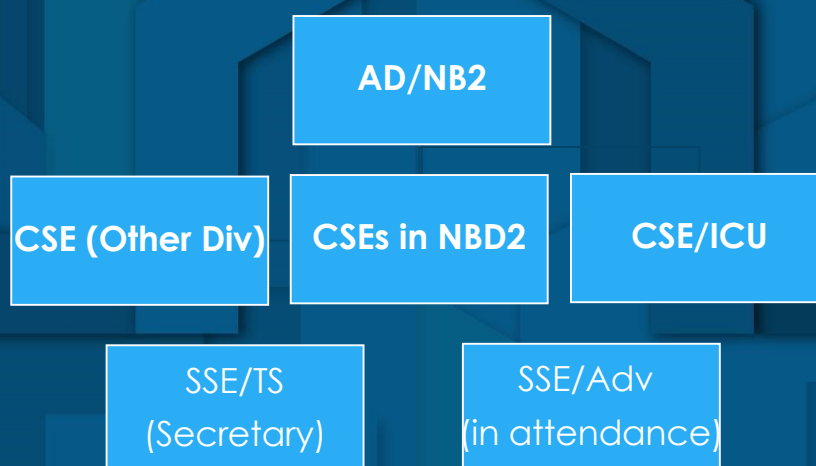 AD/NB2
CSE (Other Div)
CSEs in NBD2
CSE/ICU
SSE/TS
(Secretary)
SSE/Adv
(in attendance)